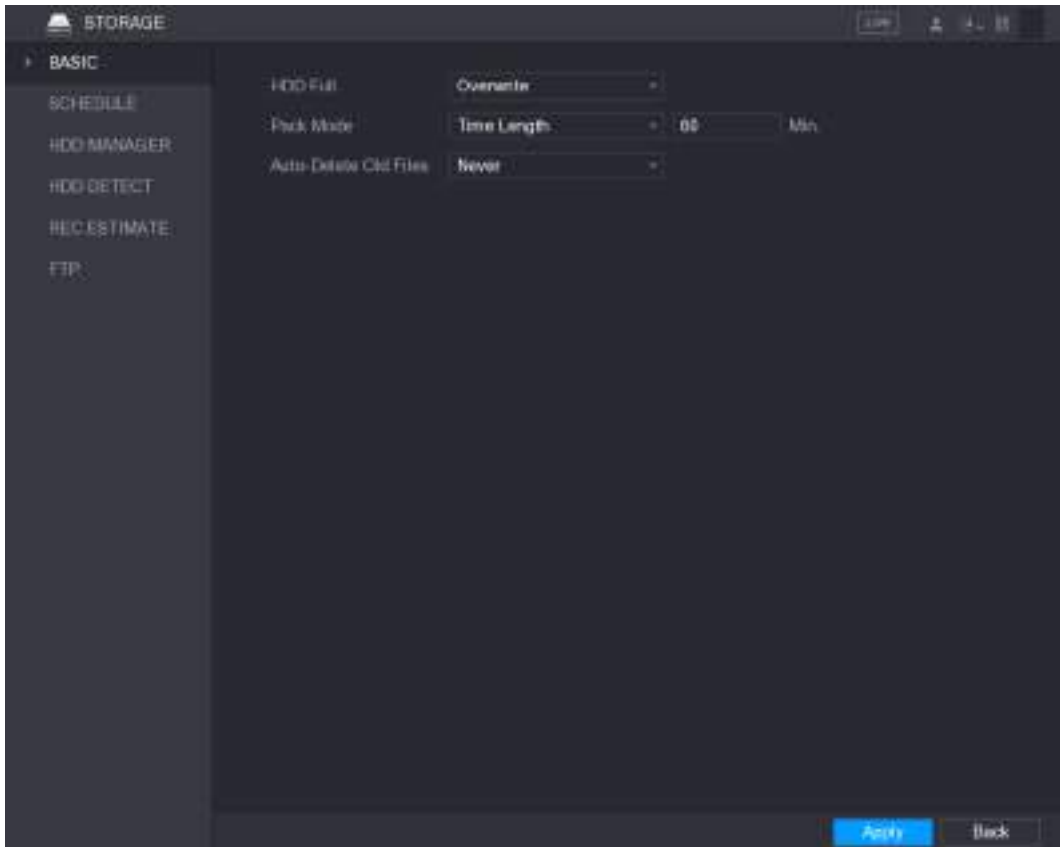 STORAGE
LIVE
BASIC
SCHEDULE
HDD MANAGER
HDD DETECT
REC ESTIMATE
FTP
HDD Full Overwrite
Pack Mode Time Length 60 Min.
Auto-Delete Old Files Never
Apply Back